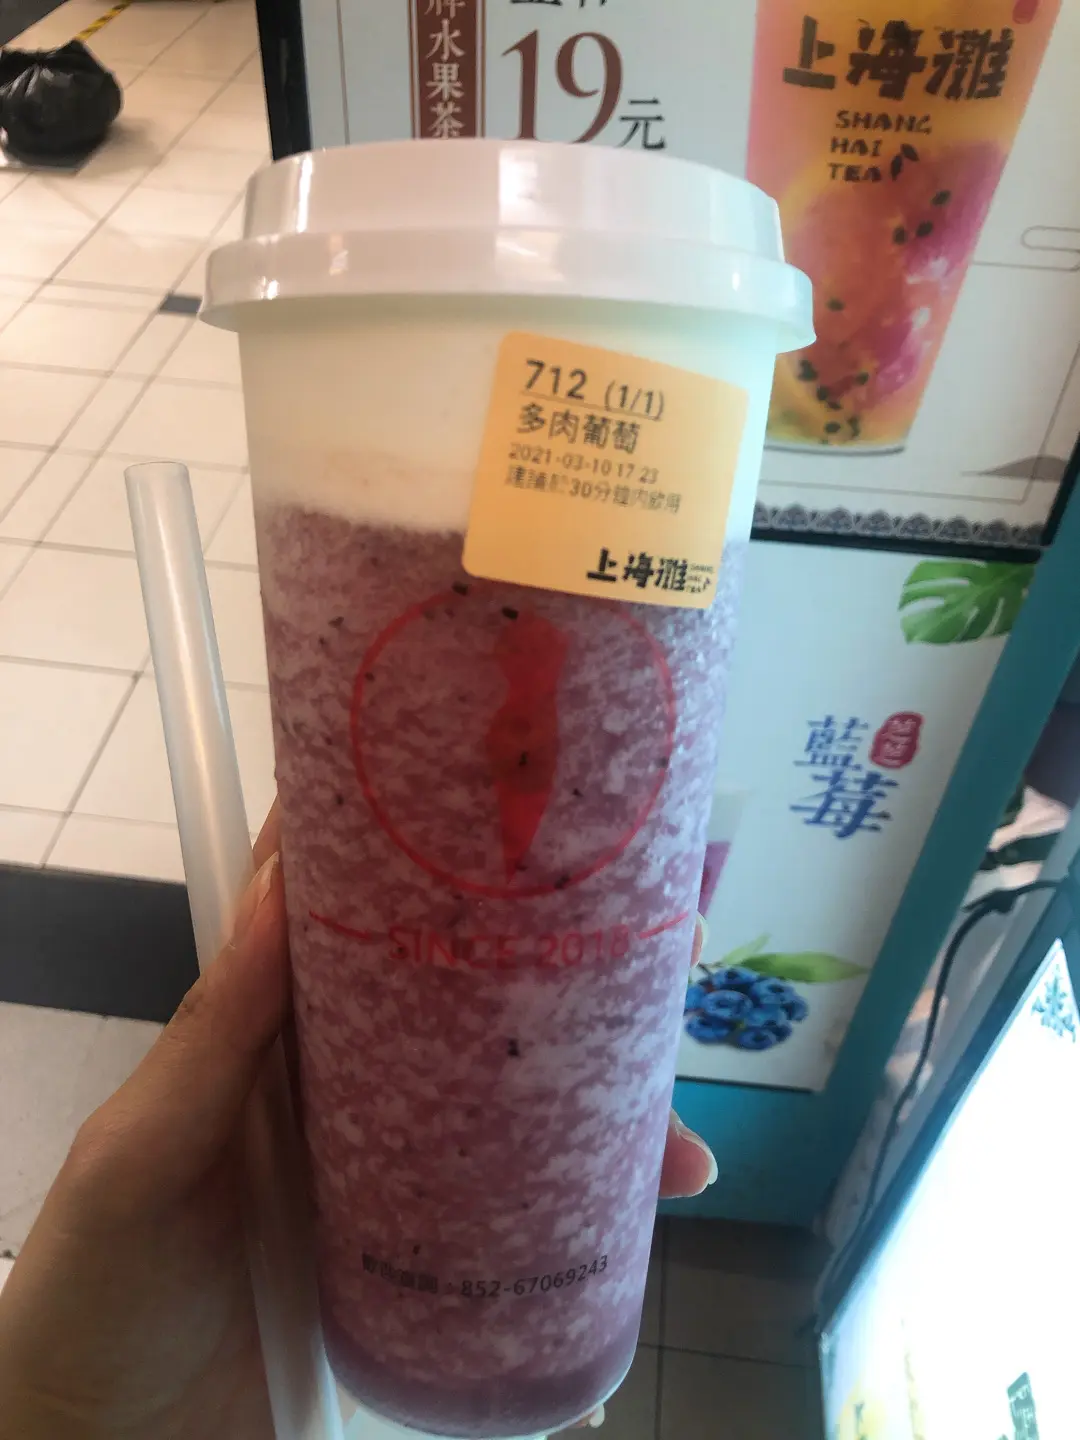 牌水果茶
19元
上海灘
SHANG
HAI
TEA
712 (1/1)
多肉葡萄
2021-03-10 17:23
建議於30分鐘內飲用
上海灘
藍莓
SINCE 2018
852-67069243